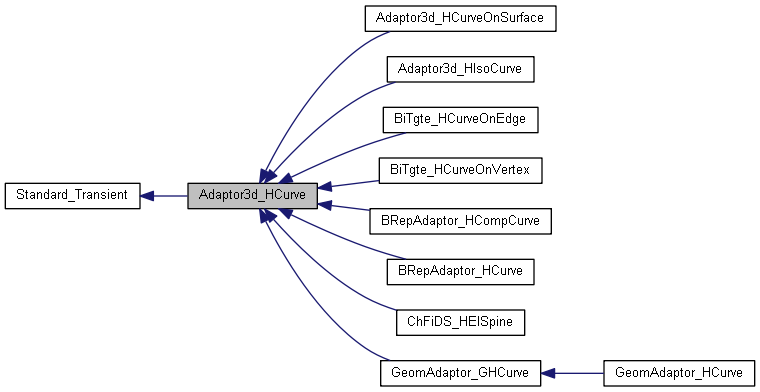 Adaptor3d_HCurveOnSurface
Adaptor3d_HIsoCurve
BiTgte_HCurveOnEdge
BiTgte_HCurveOnVertex
Standard_Transient
Adaptor3d_HCurve
BRepAdaptor_HCompCurve
BRepAdaptor_HCurve
ChFiDS_HElSpine
GeomAdaptor_GHCurve
GeomAdaptor_HCurve